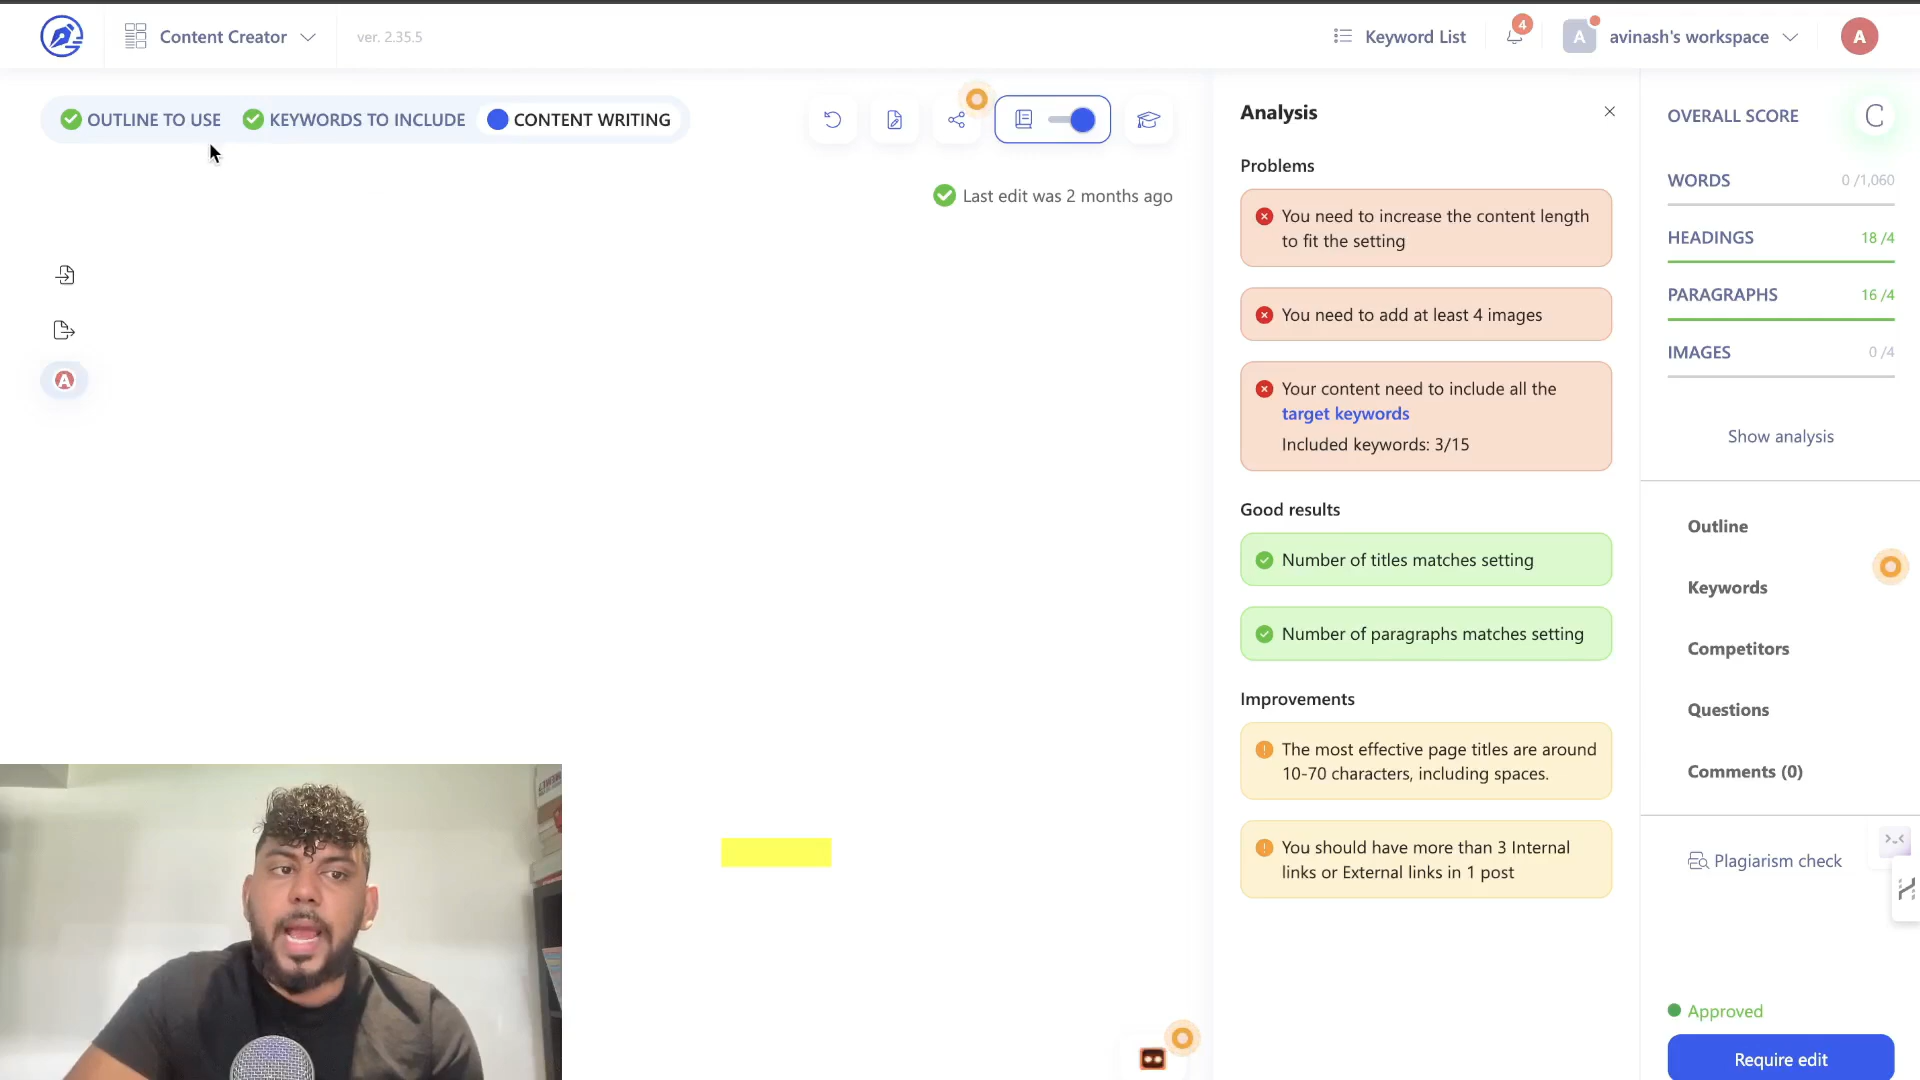 Content Creator
ver. 2.35.5
Keyword List
4
A
avinash's workspace
A
OUTLINE TO USE
KEYWORDS TO INCLUDE
CONTENT WRITING
Last edit was 2 months ago
A
Analysis
Problems
You need to increase the content length
to fit the setting
You need to add at least 4 images
Your content need to include all the
target keywords
Included keywords: 3/15
Good results
Number of titles matches setting
Number of paragraphs matches setting
Improvements
The most effective page titles are around
10-70 characters, including spaces.
You should have more than 3 Internal
links or External links in 1 post
OVERALL SCORE
C
WORDS 0 /1,060
HEADINGS 18 /4
PARAGRAPHS 16 /4
IMAGES 0 /4
Show analysis
Outline
Keywords
Competitors
Questions
Comments (0)
Plagiarism check
Approved
Require edit